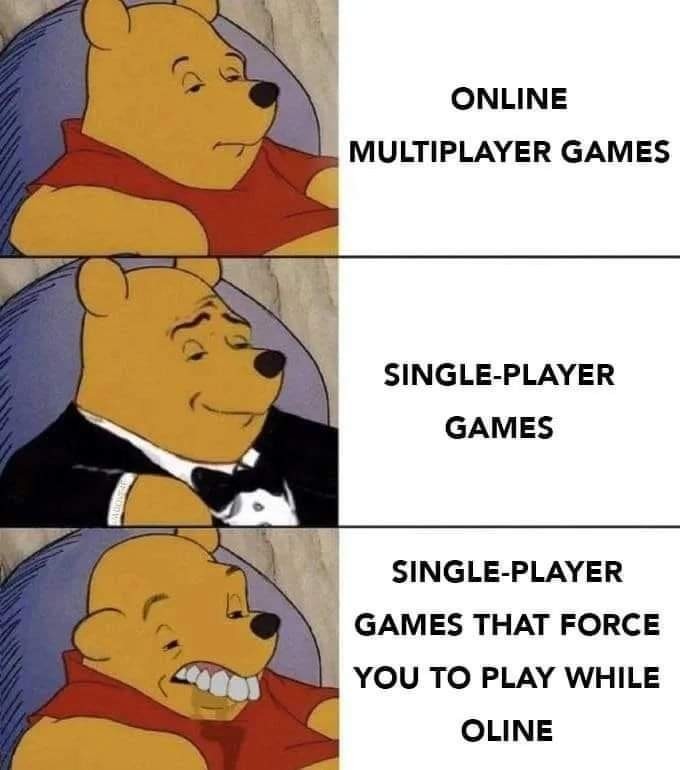 ONLINE
MULTIPLAYER GAMES
SINGLE-PLAYER
GAMES
SINGLE-PLAYER
GAMES THAT FORCE
YOU TO PLAY WHILE
OLINE